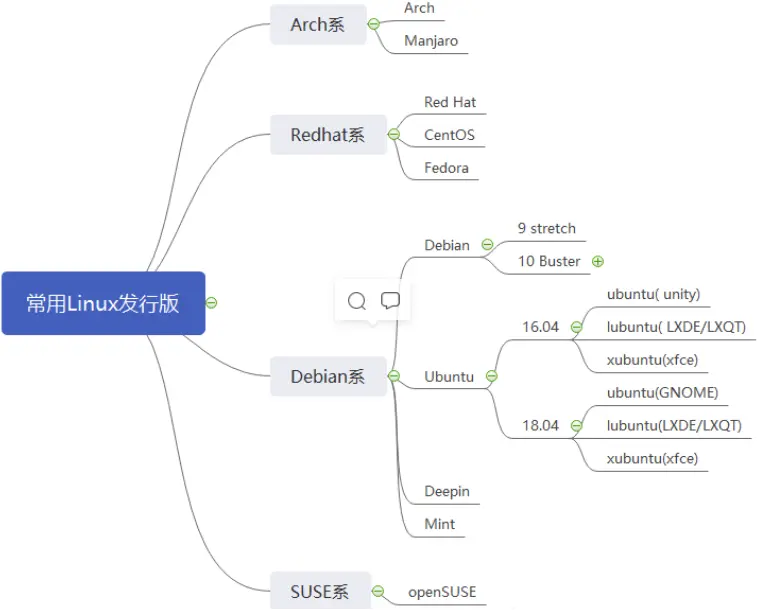 常用Linux发行版
Arch系
Arch
Manjaro
Redhat系
Red Hat
CentOS
Fedora
Debian系
Debian
9 stretch
10 Buster
Ubuntu
16.04
ubuntu( unity)
lubuntu( LXDE/LXQT)
xubuntu(xfce)
18.04
ubuntu(GNOME)
lubuntu(LXDE/LXQT)
xubuntu(xfce)
Deepin
Mint
SUSE系
openSUSE